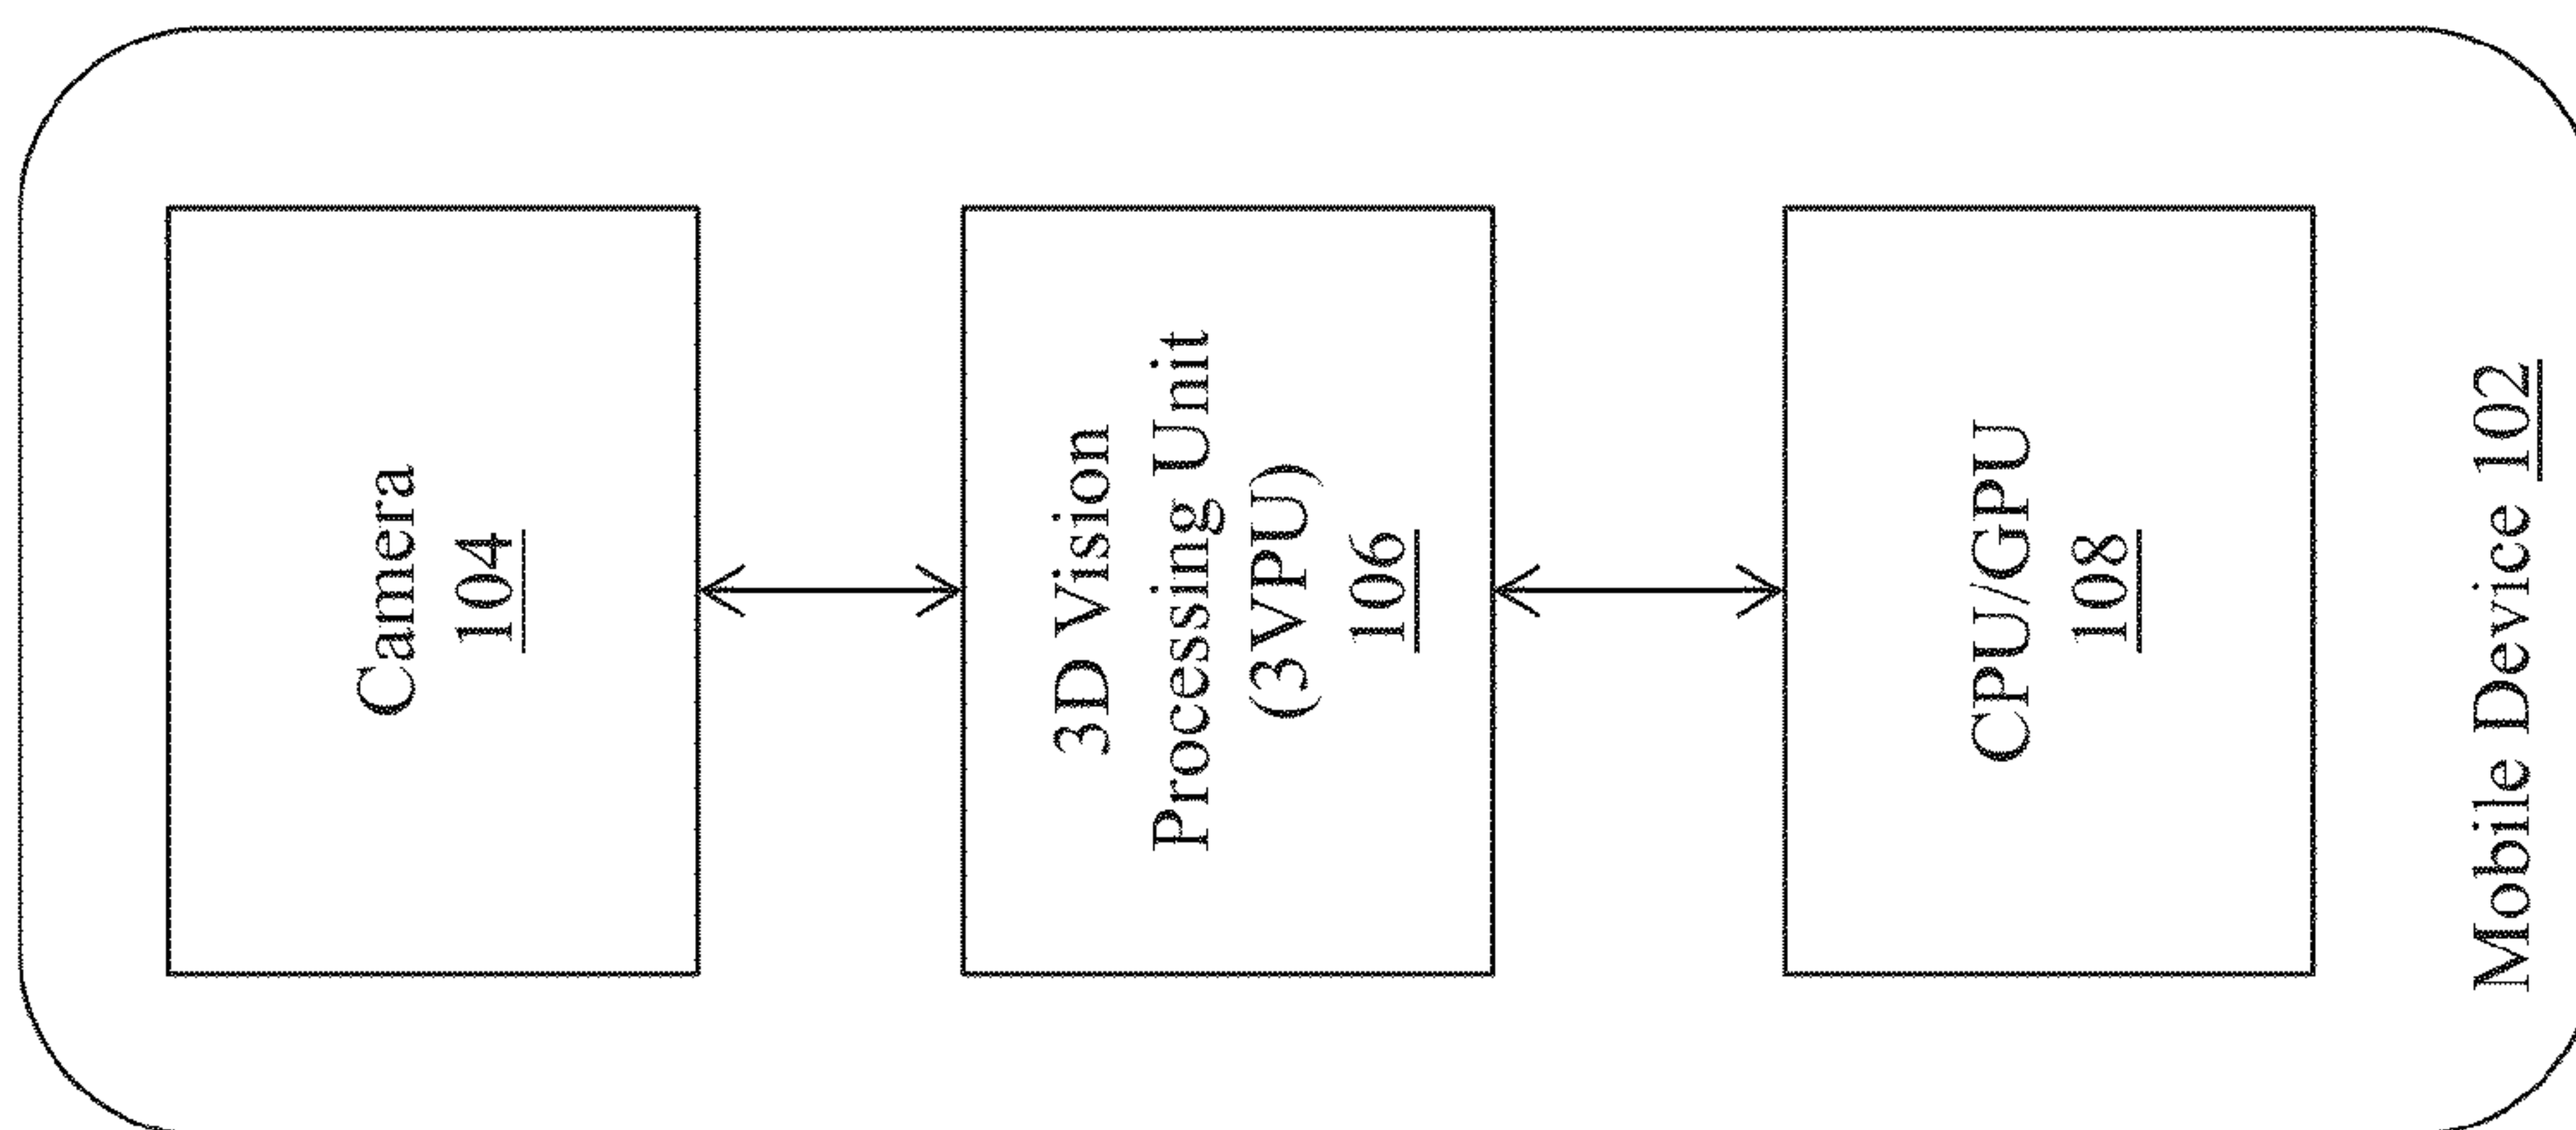 Camera
104
3D Vision
Processing Unit
(3VPU)
106
CPU/GPU
108
Mobile Device 102